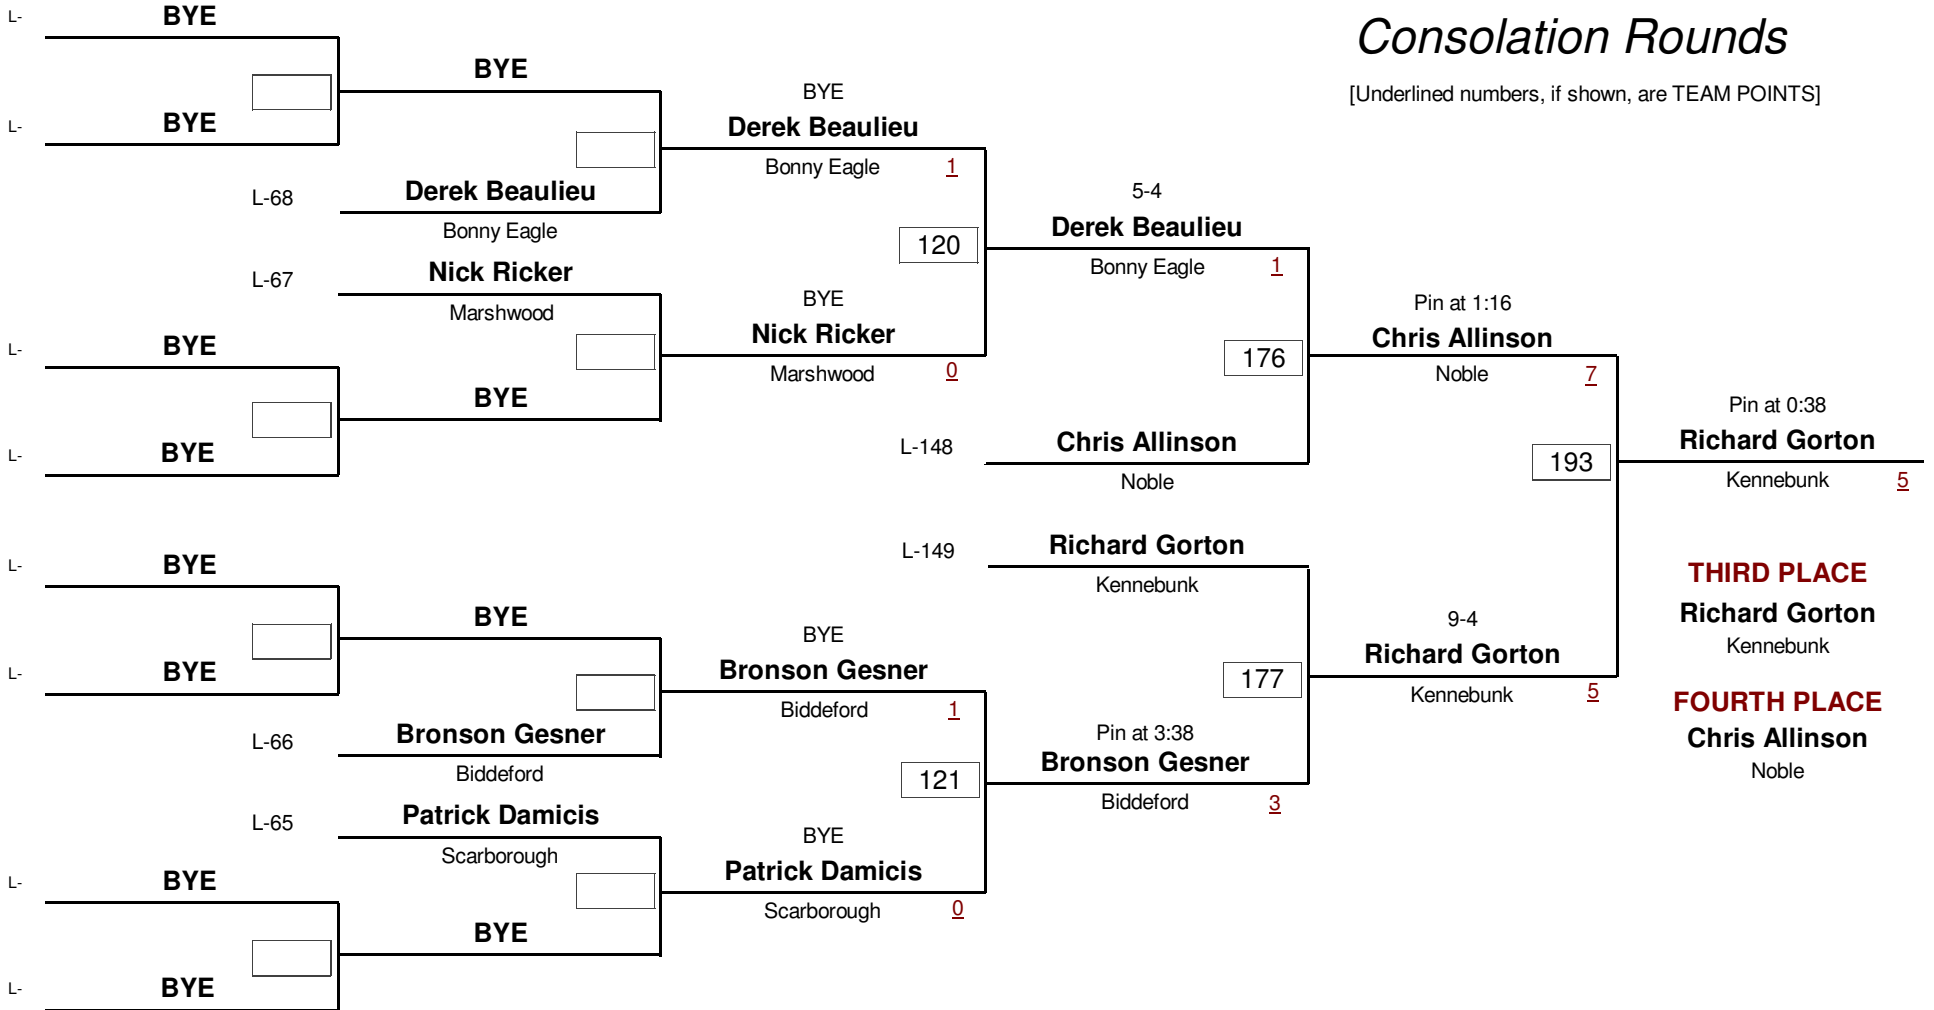 Consolation Rounds
[Underlined numbers, if shown, are TEAM POINTS]
L-
BYE
L-
BYE
BYE
L-68
Derek Beaulieu
Bonny Eagle
L-67
Nick Ricker
Marshwood
L-
BYE
BYE
L-
BYE
BYE
Derek Beaulieu
Bonny Eagle 1
120
BYE
Nick Ricker
Marshwood 0
5-4
Derek Beaulieu
Bonny Eagle 1
176
L-148
Chris Allinson
Noble
Pin at 1:16
Chris Allinson
Noble 7
193
Pin at 0:38
Richard Gorton
Kennebunk 5
L-
BYE
L-
BYE
BYE
L-66
Bronson Gesner
Biddeford
L-65
Patrick Damicis
Scarborough
L-
BYE
BYE
L-
BYE
BYE
Bronson Gesner
Biddeford 1
121
BYE
Patrick Damicis
Scarborough 0
L-149
Richard Gorton
Kennebunk
177
Pin at 3:38
Bronson Gesner
Biddeford 3
9-4
Richard Gorton
Kennebunk 5
THIRD PLACE
Richard Gorton
Kennebunk
FOURTH PLACE
Chris Allinson
Noble